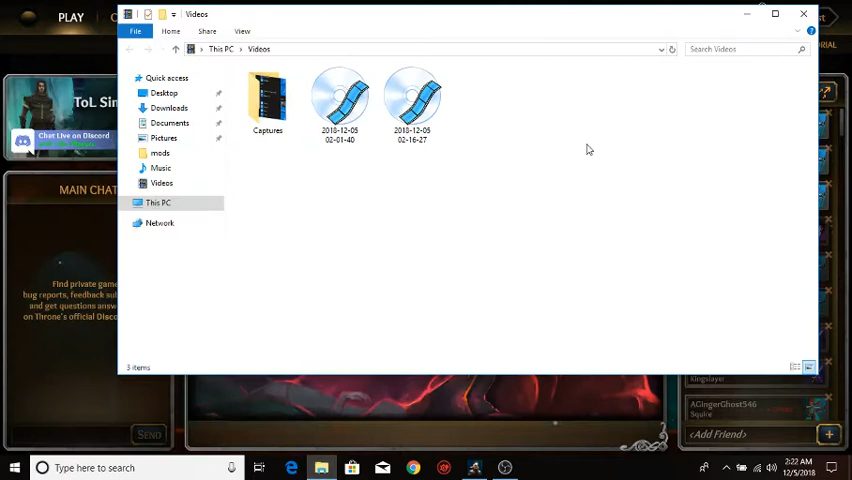 PLAY
Videos
File
Home
Share
View
This PC
Videos
Search Videos
Quick access
Desktop
Downloads
Documents
Pictures
mods
Music
Videos
This PC
Network
Captures
2018-12-05
02-01-40
2018-12-05
02-16-27
3 items
ToL Sim
Chat Live on Discord
MAIN CHAT
Find private game
bug reports, feedback sub
and get questions answ
on Throne's official Disco
SEND
Kingslayer
AGingerGhost546
Squire
<Add Friend>
Type here to search
2:22 AM
12/5/2018